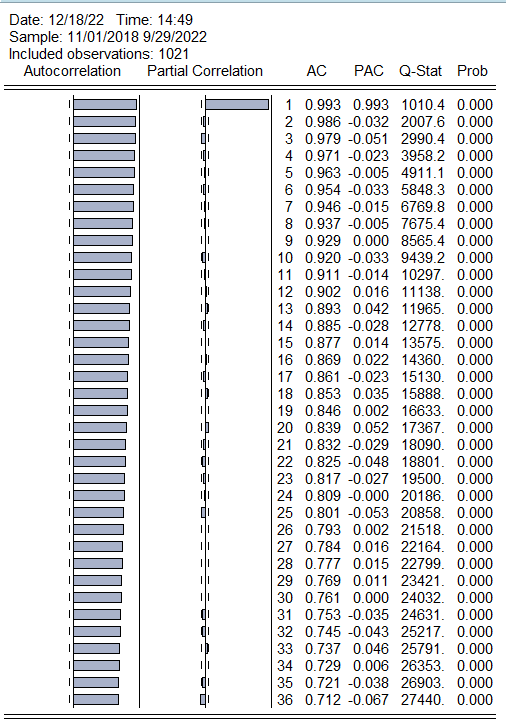 Date: 12/18/22 Time: 14:49
Sample: 11/01/2018 9/29/2022
Included observations: 1021
Autocorrelation Partial Correlation AC PAC Q-Stat Prob
1 0.993 0.993 1010.4 0.000
2 0.986 -0.032 2007.6 0.000
3 0.979 -0.051 2990.4 0.000
4 0.971 -0.023 3958.2 0.000
5 0.963 -0.005 4911.1 0.000
6 0.954 -0.033 5848.3 0.000
7 0.946 -0.015 6769.8 0.000
8 0.937 -0.005 7675.4 0.000
9 0.929 0.000 8565.4 0.000
10 0.920 -0.033 9439.2 0.000
11 0.911 -0.014 10297. 0.000
12 0.902 0.016 11138. 0.000
13 0.893 0.042 11965. 0.000
14 0.885 -0.028 12778. 0.000
15 0.877 0.014 13575. 0.000
16 0.869 0.022 14360. 0.000
17 0.861 -0.023 15130. 0.000
18 0.853 0.035 15888. 0.000
19 0.846 0.002 16633. 0.000
20 0.839 0.052 17367. 0.000
21 0.832 -0.029 18090. 0.000
22 0.825 -0.048 18801. 0.000
23 0.817 -0.027 19500. 0.000
24 0.809 -0.000 20186. 0.000
25 0.801 -0.053 20858. 0.000
26 0.793 0.002 21518. 0.000
27 0.784 0.016 22164. 0.000
28 0.777 0.015 22799. 0.000
29 0.769 0.011 23421. 0.000
30 0.761 0.000 24032. 0.000
31 0.753 -0.035 24631. 0.000
32 0.745 -0.043 25217. 0.000
33 0.737 0.046 25791. 0.000
34 0.729 0.006 26353. 0.000
35 0.721 -0.038 26903. 0.000
36 0.712 -0.067 27440. 0.000